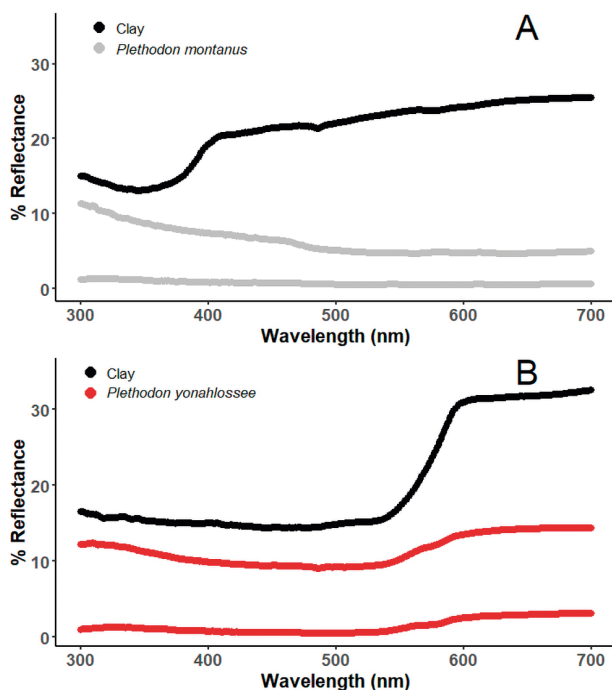 A
Clay
Plethodon montanus
30
20
10
0
% Reflectance
300 400 500 600 700
Wavelength (nm)
B
Clay
Plethodon yonahlossee
30
20
10
0
% Reflectance
300 400 500 600 700
Wavelength (nm)